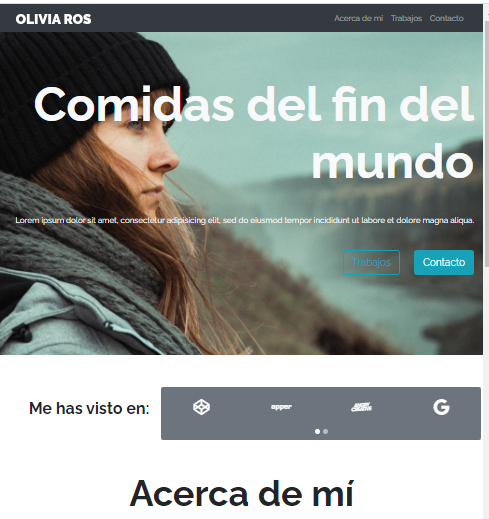 OLIVIA ROS
Acerca de mí Trabajos Contacto
Comidas del fin del
mundo
Lorem ipsum dolor sit amet, consectetur adipisicing elit, sed do eiusmod tempor incididunt ut labore et dolore magna aliqua.
Trabajos Contacto
Me has visto en:
apper
G
Acerca de mí